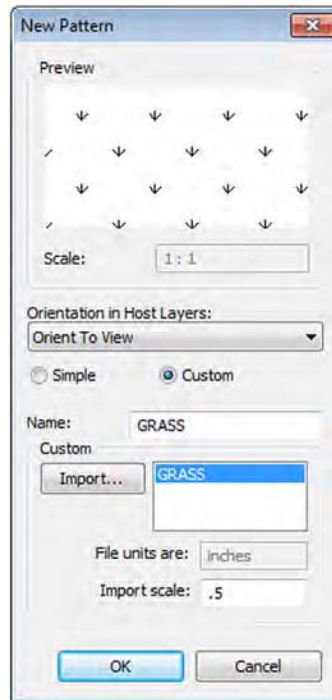 New Pattern
Preview
Scale: 1 : 1
Orientation in Host Layers:
Orient To View
Simple Custom
Name: GRASS
Custom
Import... GRASS
File units are: inches
Import scale: .5
OK Cancel